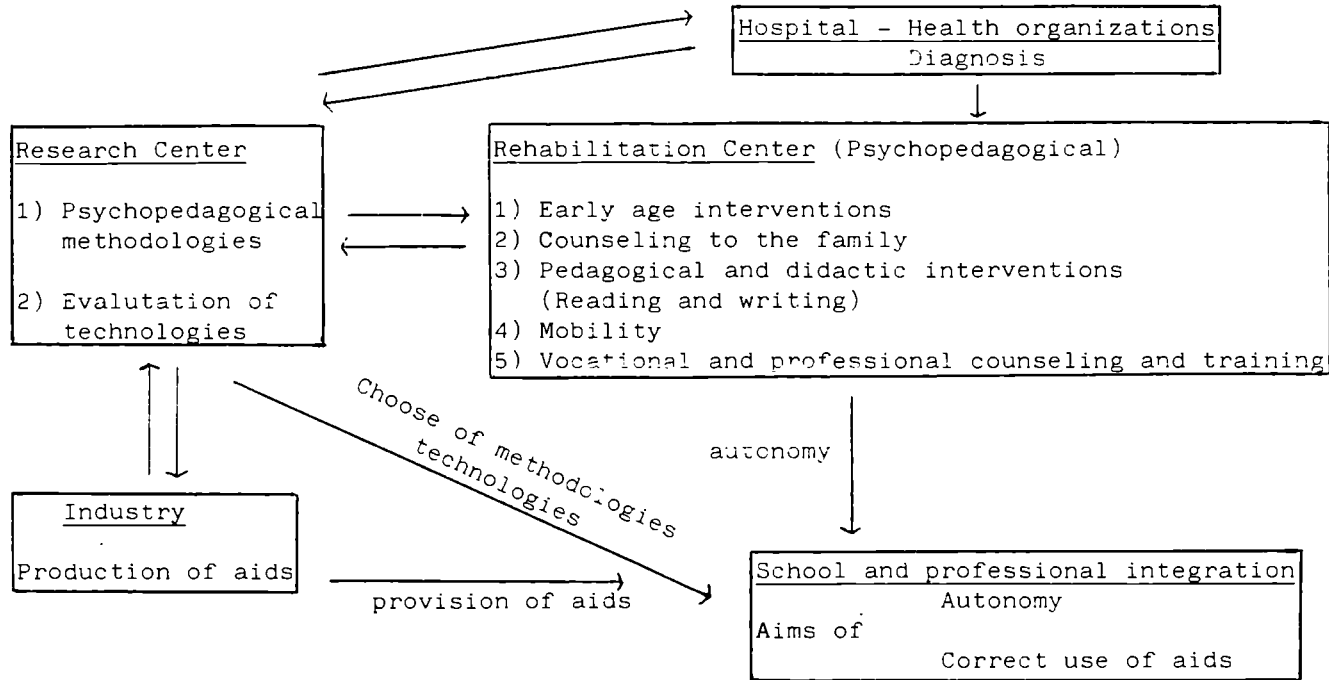 Hospital - Health organizations
Diagnosis
Research Center
1) Psychopedagogical
methodologies
2) Evalutation of
technologies
Rehabilitation Center (Psychopedagogical)
1) Early age interventions
2) Counseling to the family
3) Pedagogical and didactic interventions
(Reading and writing)
4) Mobility
5) Vocational and professional counseling and training
Choose of methodologies
technologies
autonomy
Industry
Production of aids
provision of aids
School and professional integration
Autonomy
Aims of
Correct use of aids